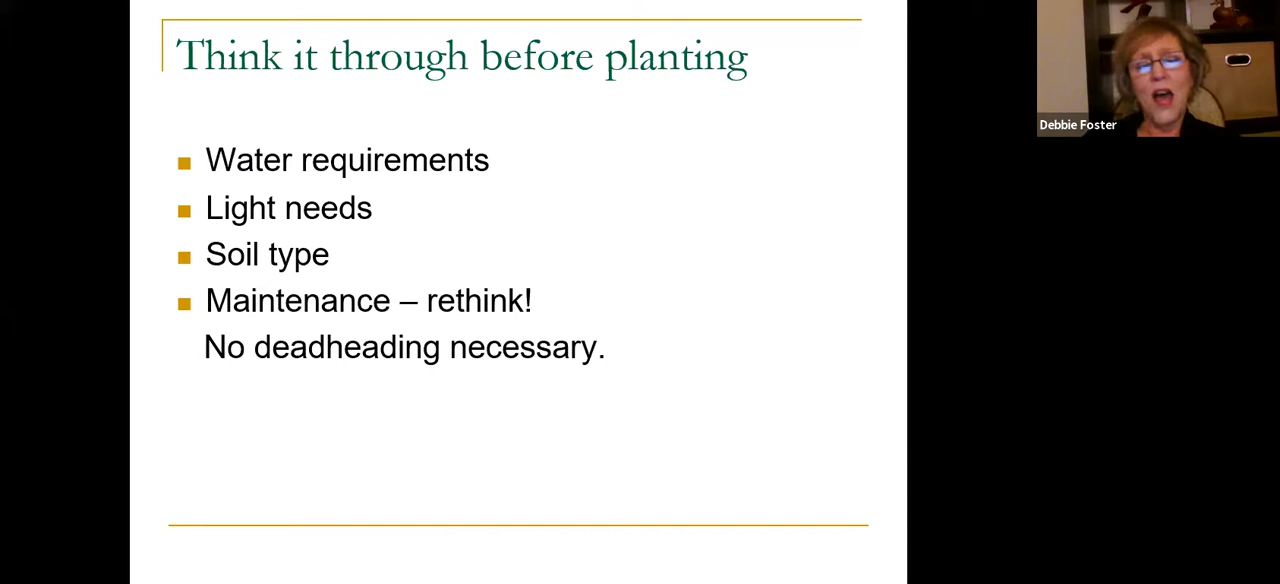 Think it through before planting
Water requirements
Light needs
Soil type
Maintenance – rethink!
No deadheading necessary.
Debbie Foster